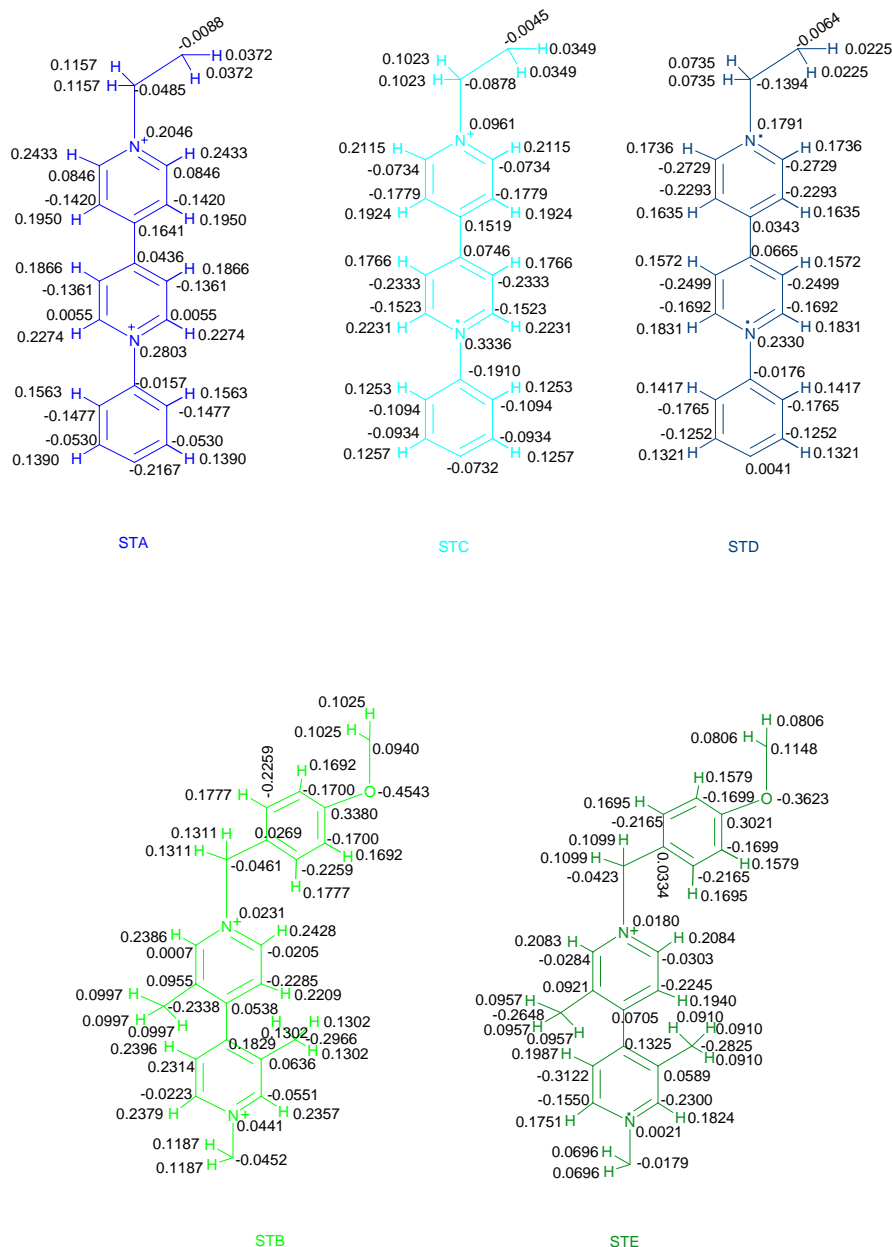 -0.0088
H 0.0372
H 0.0372
0.1157 H
0.1157 H -0.0485
0.2046
N+
0.2433 H H 0.2433
0.0846 0.0846
-0.1420 -0.1420
0.1950 H H 0.1950
0.1641
0.0436
0.1866 H H 0.1866
-0.1361 -0.1361
0.0055 0.0055
0.2274 H N+ H 0.2274
0.2803
-0.0157
0.1563 H H 0.1563
-0.1477 -0.1477
-0.0530 -0.0530
0.1390 H H 0.1390
-0.2167
STA
-0.0045
H 0.0349
H 0.0349
0.1023 H
0.1023 H -0.0878
0.0961
N+
0.2115 H H 0.2115
-0.0734 -0.0734
-0.1779 -0.1779
0.1924 H H 0.1924
0.1519
0.0746
0.1766 H H 0.1766
-0.2333 -0.2333
-0.1523 -0.1523
0.2231 H N• H 0.2231
0.3336
-0.1910
0.1253 H H 0.1253
-0.1094 -0.1094
-0.0934 -0.0934
0.1257 H H 0.1257
-0.0732
STC
-0.0064
H 0.0225
H 0.0225
0.0735 H
0.0735 H -0.1394
0.1791
N•
0.1736 H H 0.1736
-0.2729 -0.2729
-0.2293 -0.2293
0.1635 H H 0.1635
0.0343
0.0665
0.1572 H H 0.1572
-0.2499 -0.2499
-0.1692 -0.1692
0.1831 H N• H 0.1831
0.2330
-0.0176
0.1417 H H 0.1417
-0.1765 -0.1765
-0.1252 -0.1252
0.1321 H H 0.1321
0.0041
STD
0.1025
H
0.1025 H
0.0940
-0.2259
0.1692
H
0.1777 H -0.1700 O -0.4543
0.3380
0.1311 H 0.0269 -0.1700
0.1311 H -0.0461 H 0.1692
-0.2259
H
0.1777
0.0231
N+
0.2386 H H 0.2428
0.0007 -0.0205
0.0955 -0.2285
0.0997 H -0.2338 H 0.2209
0.0997 H H 0.0538
0.0997 0.1302 H H 0.1302
0.2396 H 0.1829 -0.2966
H 0.1302
0.2314 0.0636
-0.0223 -0.0551
0.2379 H N+ H 0.2357
0.0441
0.1187 H
0.1187 H -0.0452
STB
H 0.0806
0.0806 H
0.1148
H 0.1579
0.1695 H -0.1699 O -0.3623
-0.2165 0.3021
0.1099 H -0.1699
0.1099 H H 0.1579
-0.0423 0.0334 -0.2165
H 0.1695
0.0180
N+
0.2083 H H 0.2084
-0.0284 -0.0303
0.0921 -0.2245
0.0957 H H 0.1940
-0.2648 0.0910
0.0957 H H 0.0705 H H 0.0910
0.0957 0.1325 -0.2825
0.1987 H H 0.0910
-0.3122 0.0589
-0.1550 -0.2300
0.1751 H N• H 0.1824
0.0021
0.0696 H
0.0696 H -0.0179
STE